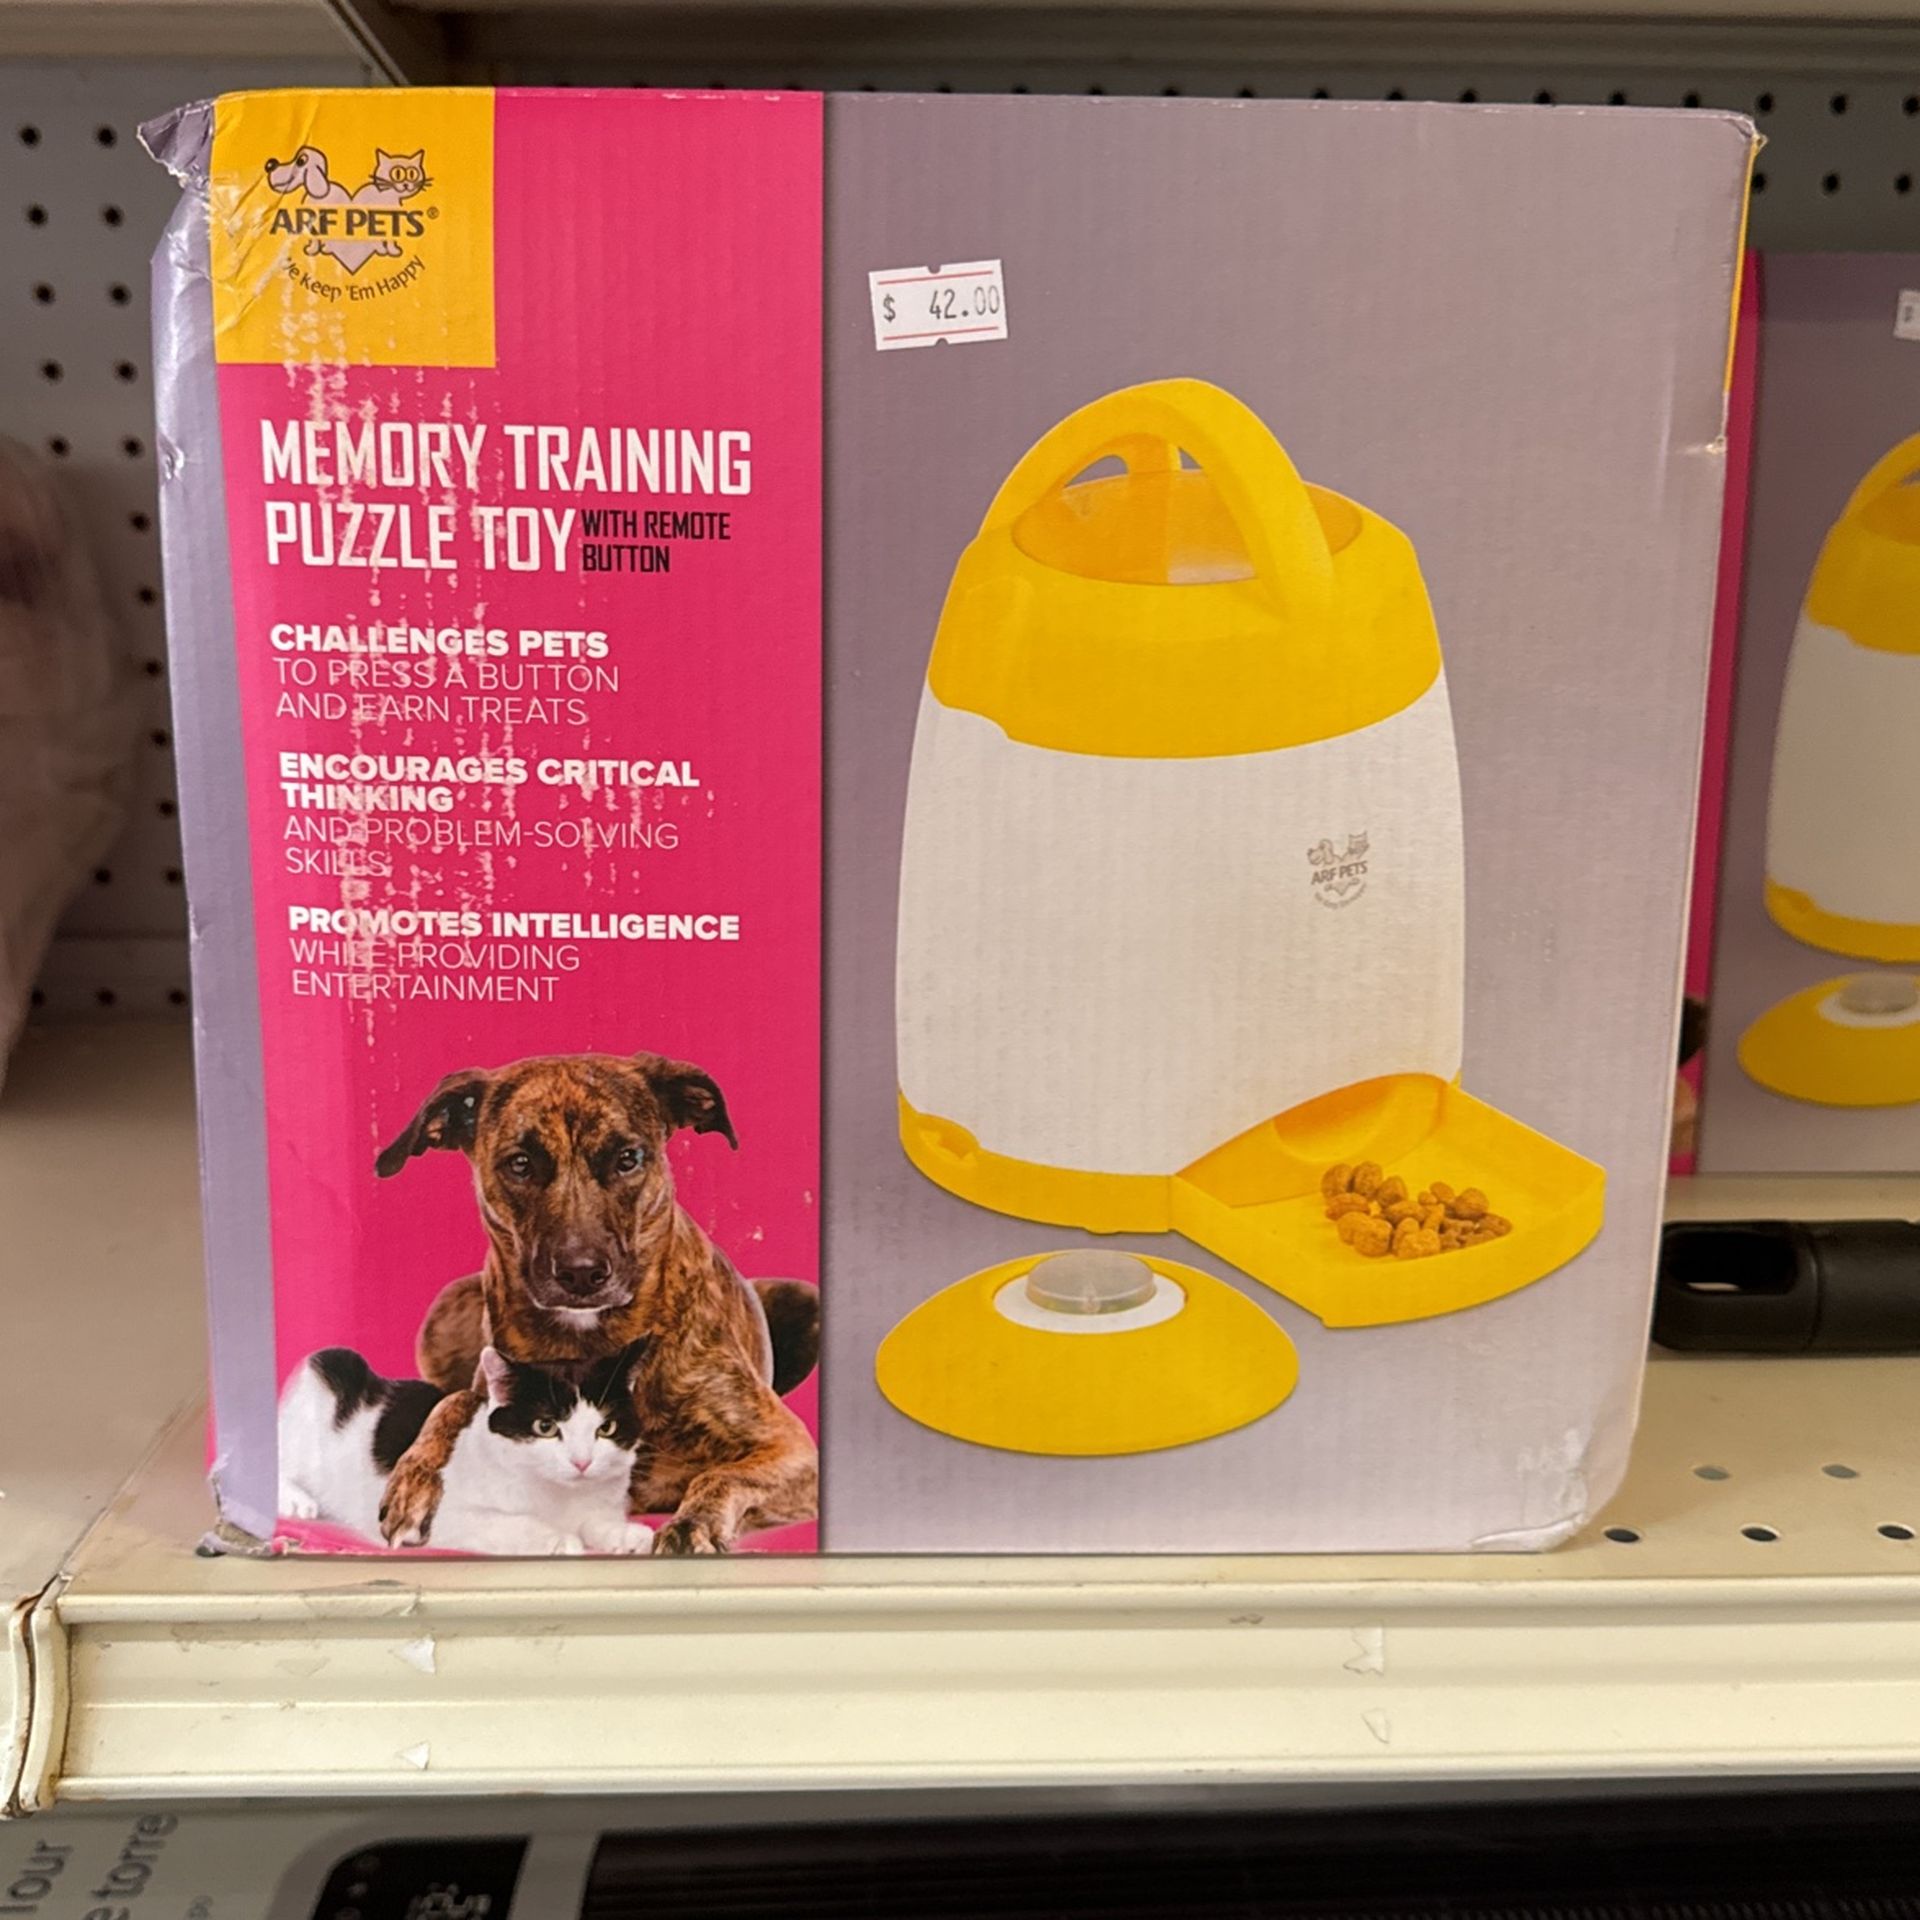 ARF PETS®
We Keep 'Em Happy
$ 42.00
MEMORY TRAINING
PUZZLE TOY WITH REMOTE
BUTTON
CHALLENGES PETS
TO PRESS A BUTTON
AND EARN TREATS
ENCOURAGES CRITICAL
THINKING
AND PROBLEM-SOLVING
SKILLS
PROMOTES INTELLIGENCE
WHILE PROVIDING
ENTERTAINMENT
ARF PETS
$